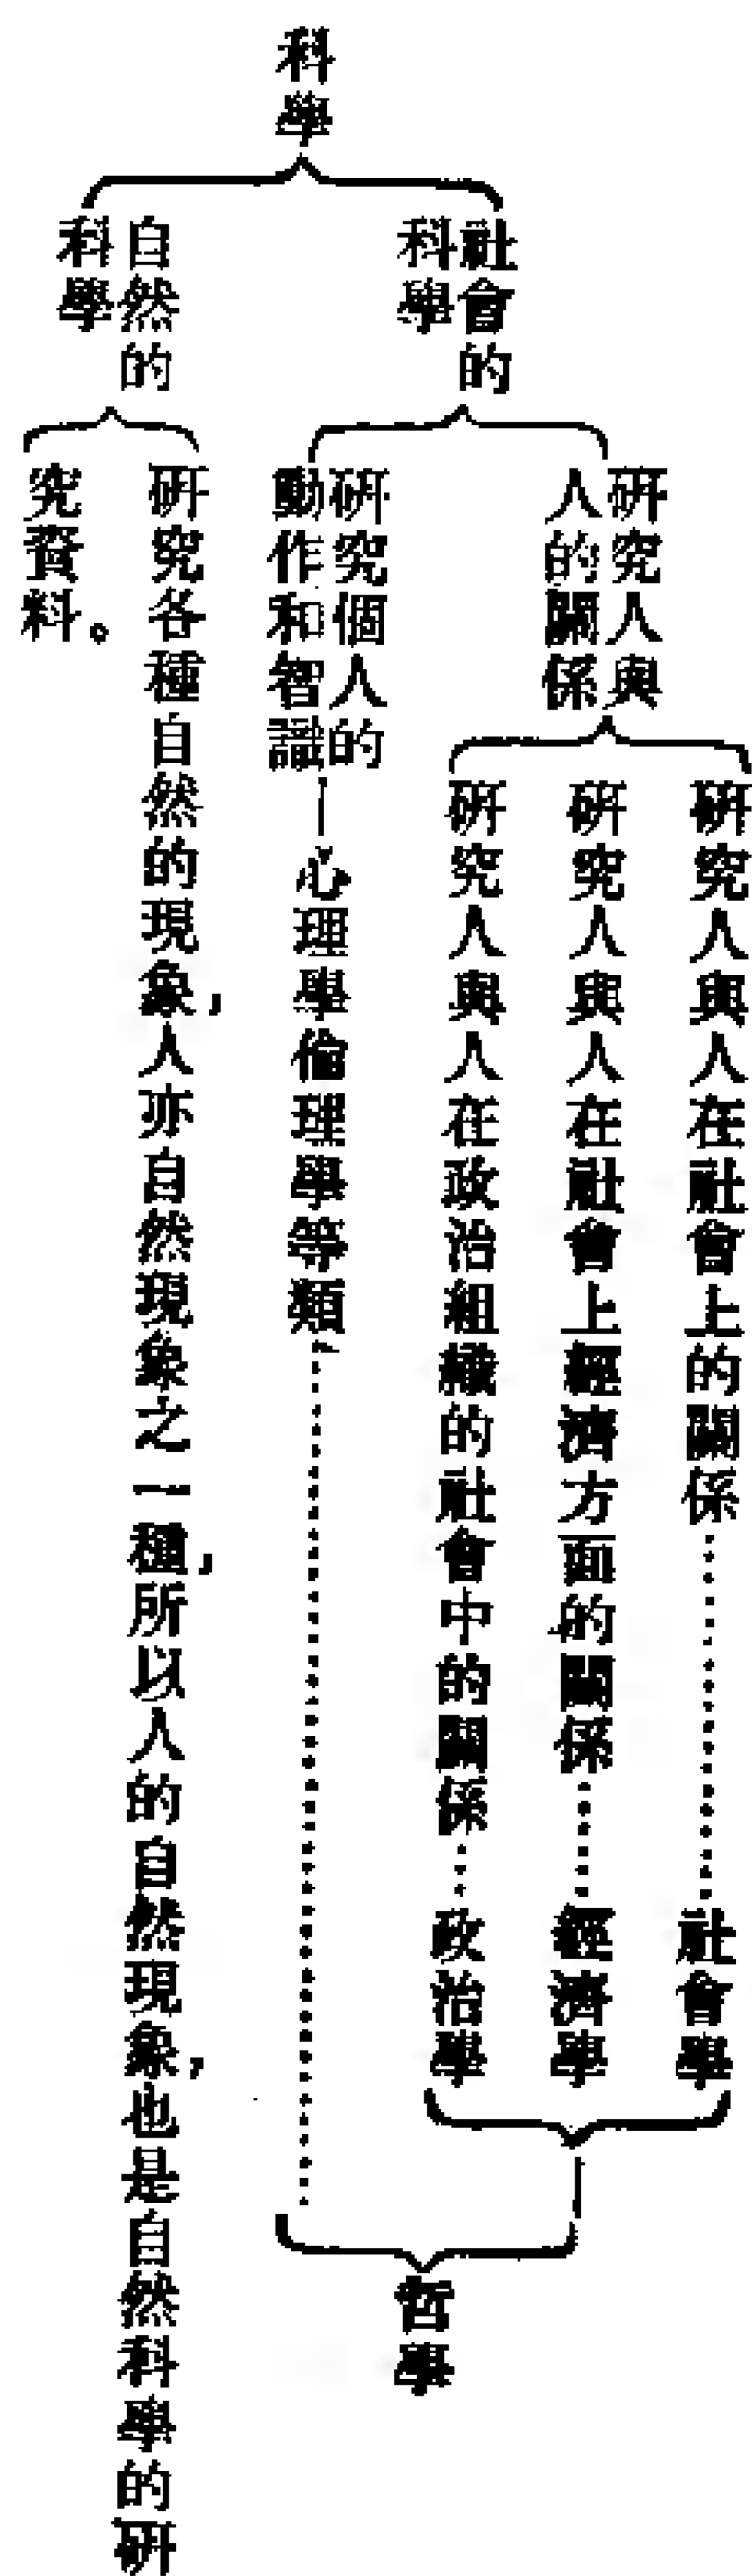 科學
社會的
科學
研究人與
人的關係
研究人與人在社會上的關係………社會學
研究人與人在社會上經濟方面的關係……經濟學
研究人與人在政治組織的社會中的關係…政治學
研究個人的
動作和智識—心理學倫理學等類………
哲學
自然的
科學
研究各種自然的現象,人亦自然現象之一種,所以人的自然現象,也是自然科學的研
究資料。